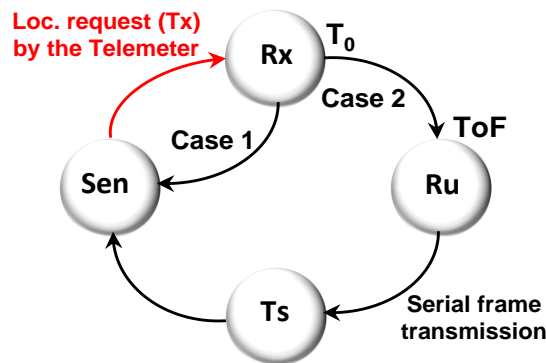 Loc. request (Tx)
by the Telemeter
Rx
T₀
Case 2
Case 1
ToF
Sen
Ru
Ts
Serial frame
transmission